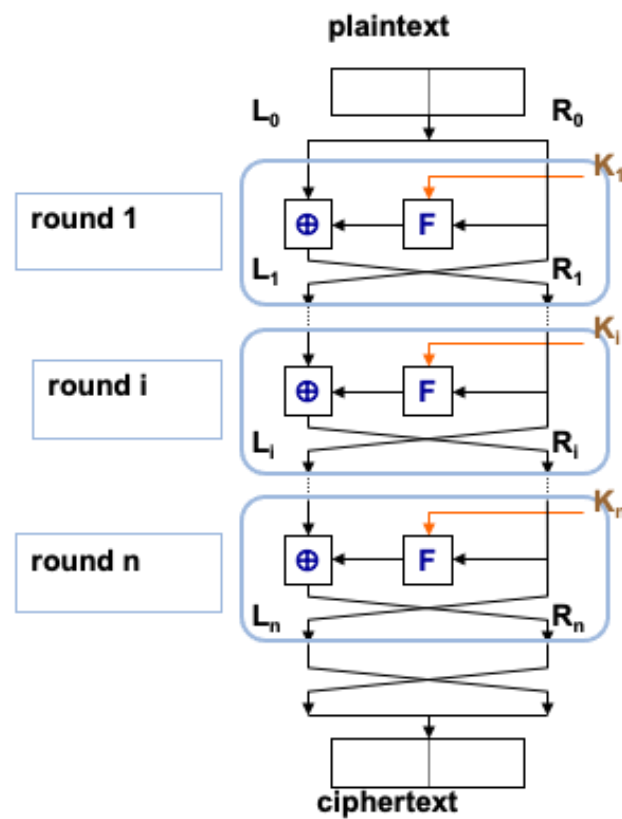 plaintext
L₀ R₀
K₁
round 1 ⊕ F
L₁ R₁
Kᵢ
round i ⊕ F
Lᵢ Rᵢ
Kₙ
round n ⊕ F
Lₙ Rₙ
ciphertext